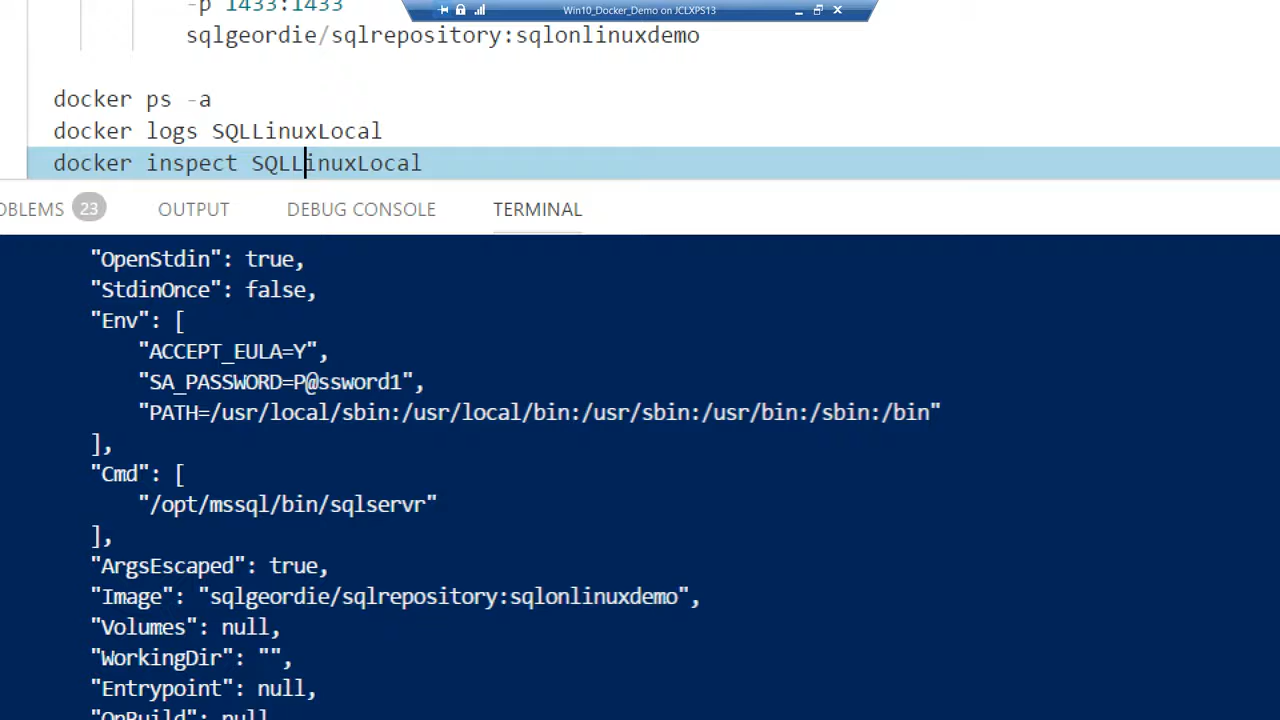 -p 1433:1433
Win10_Docker_Demo on JCLXPS13
sqlgeordie/sqlrepository:sqlonlinuxdemo
docker ps -a
docker logs SQLLinuxLocal
docker inspect SQLLinuxLocal
OBLEMS 23 OUTPUT DEBUG CONSOLE TERMINAL
"OpenStdin": true,
"StdinOnce": false,
"Env": [
"ACCEPT_EULA=Y",
"SA_PASSWORD=P@ssword1",
"PATH=/usr/local/sbin:/usr/local/bin:/usr/sbin:/usr/bin:/sbin:/bin"
],
"Cmd": [
"/opt/mssql/bin/sqlservr"
],
"ArgsEscaped": true,
"Image": "sqlgeordie/sqlrepository:sqlonlinuxdemo",
"Volumes": null,
"WorkingDir": "",
"Entrypoint": null,
"OnBuild": null